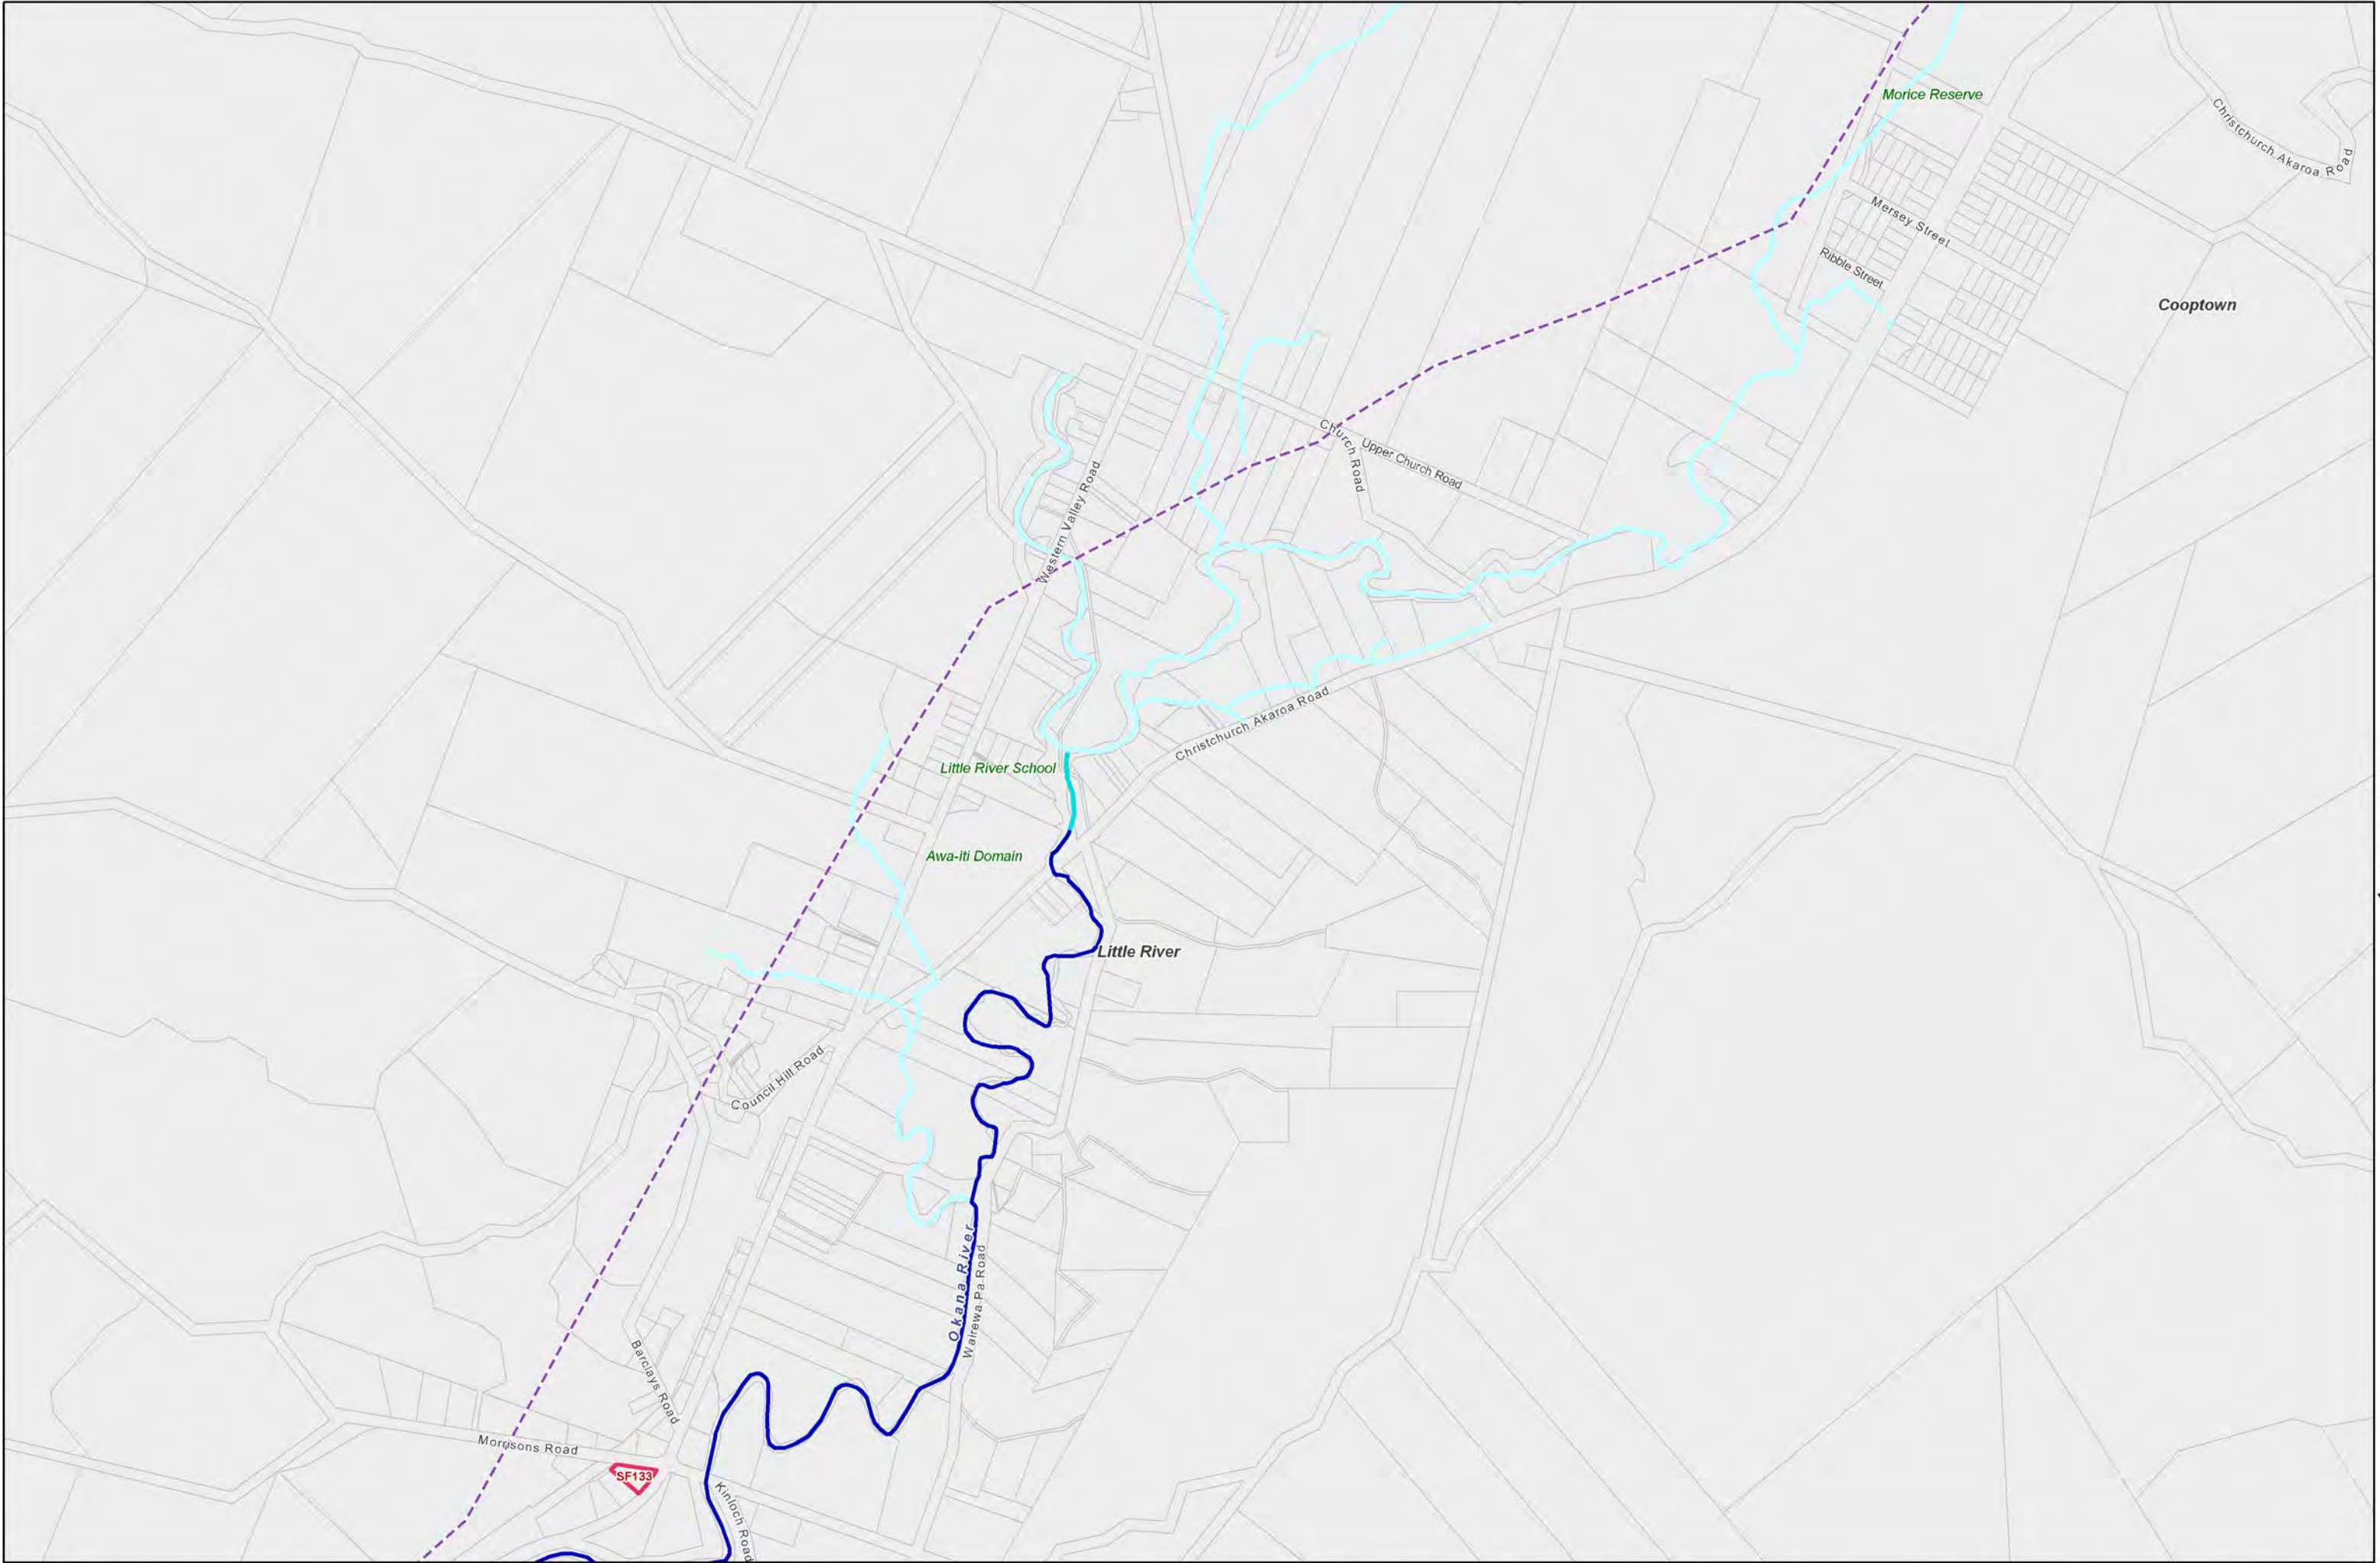 Morice Reserve
Christchurch Akaroa Road
Mersey Street
Ribble Street
Cooptown
Church Road
Upper Church Road
Western Valley Road
Christchurch Akaroa Road
Little River School
Awa-iti Domain
Little River
Council Hill Road
Okana River
Wairewa Pa Road
Barclays Road
Morrisons Road
SF133
Kinloch Road